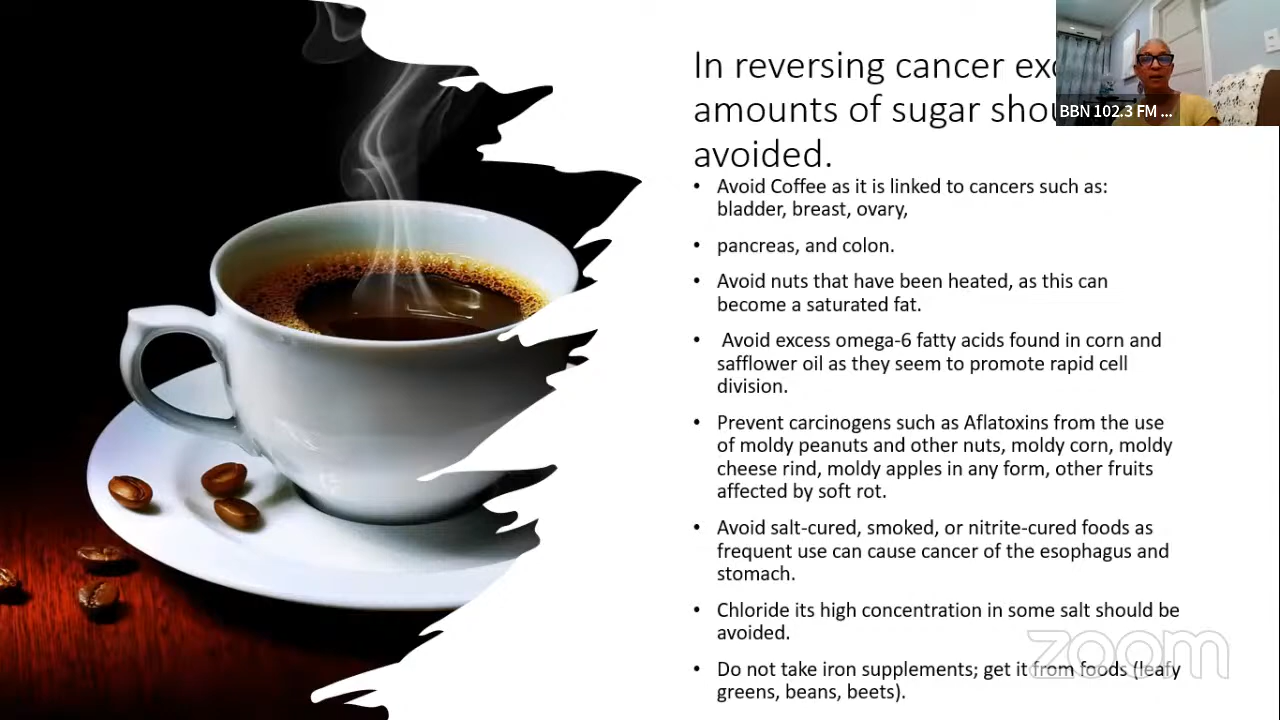 In reversing cancer exc
amounts of sugar shou
avoided.
BBN 102.3 FM ...
• Avoid Coffee as it is linked to cancers such as:
bladder, breast, ovary,
• pancreas, and colon.
• Avoid nuts that have been heated, as this can
become a saturated fat.
• Avoid excess omega-6 fatty acids found in corn and
safflower oil as they seem to promote rapid cell
division.
• Prevent carcinogens such as Aflatoxins from the use
of moldy peanuts and other nuts, moldy corn, moldy
cheese rind, moldy apples in any form, other fruits
affected by soft rot.
• Avoid salt-cured, smoked, or nitrite-cured foods as
frequent use can cause cancer of the esophagus and
stomach.
• Chloride its high concentration in some salt should be
avoided.
• Do not take iron supplements; get it from foods (leafy
greens, beans, beets).
zoom